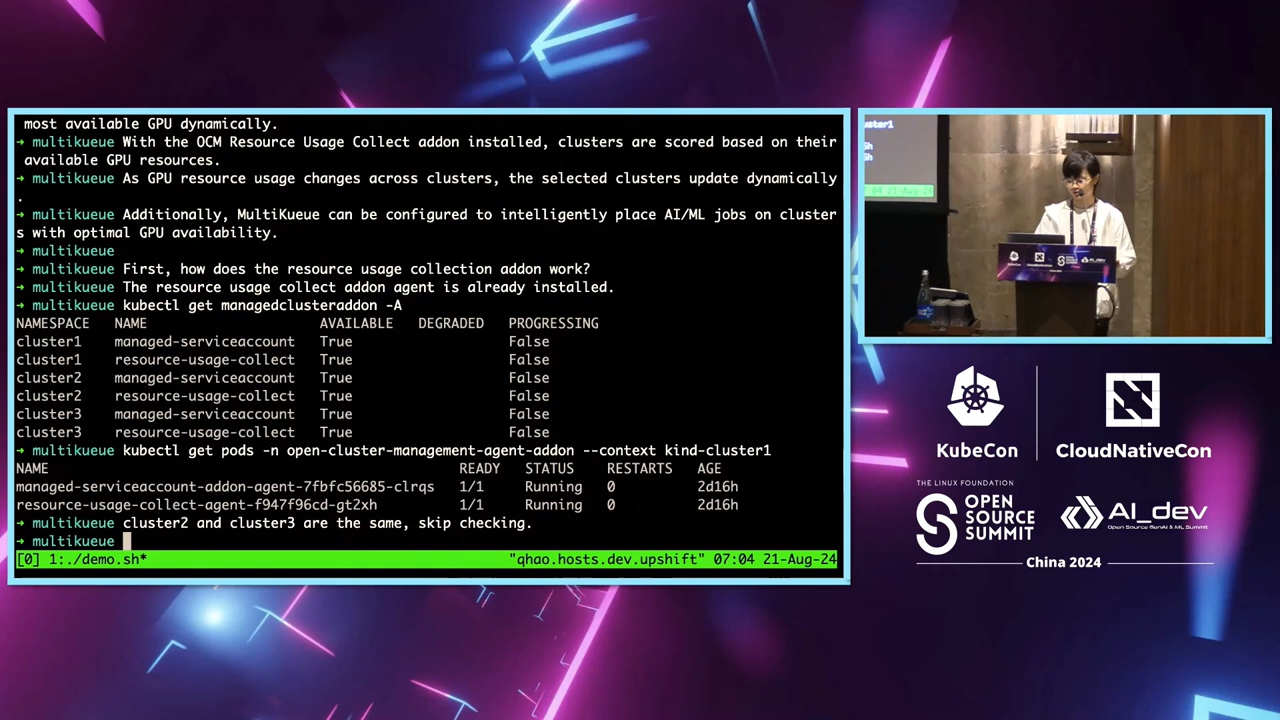 most available GPU dynamically.
→ multikueue With the OCM Resource Usage Collect addon installed, clusters are scored based on their
available GPU resources.
→ multikueue As GPU resource usage changes across clusters, the selected clusters update dynamically
.
→ multikueue Additionally, MultiKueue can be configured to intelligently place AI/ML jobs on cluster
s with optimal GPU availability.
→ multikueue
→ multikueue First, how does the resource usage collection addon work?
→ multikueue The resource usage collect addon agent is already installed.
→ multikueue kubectl get managedclusteraddon -A
NAMESPACE NAME AVAILABLE DEGRADED PROGRESSING
cluster1 managed-serviceaccount True False
cluster1 resource-usage-collect True False
cluster2 managed-serviceaccount True False
cluster2 resource-usage-collect True False
cluster3 managed-serviceaccount True False
cluster3 resource-usage-collect True False
→ multikueue kubectl get pods -n open-cluster-management-agent-addon --context kind-cluster1
NAME READY STATUS RESTARTS AGE
managed-serviceaccount-addon-agent-7fbfc56685-clrqs 1/1 Running 0 2d16h
resource-usage-collect-agent-f947f96cd-gt2xh 1/1 Running 0 2d16h
→ multikueue cluster2 and cluster3 are the same, skip checking.
→ multikueue
[0] 1:./demo.sh* "qhao.hosts.dev.upshift" 07:04 21-Aug-24
uster1
KubeCon
CloudNativeCon
THE LINUX FOUNDATION
OPEN
SOURCE
SUMMIT
AI_dev
Open Source GenAI & ML Summit
China 2024